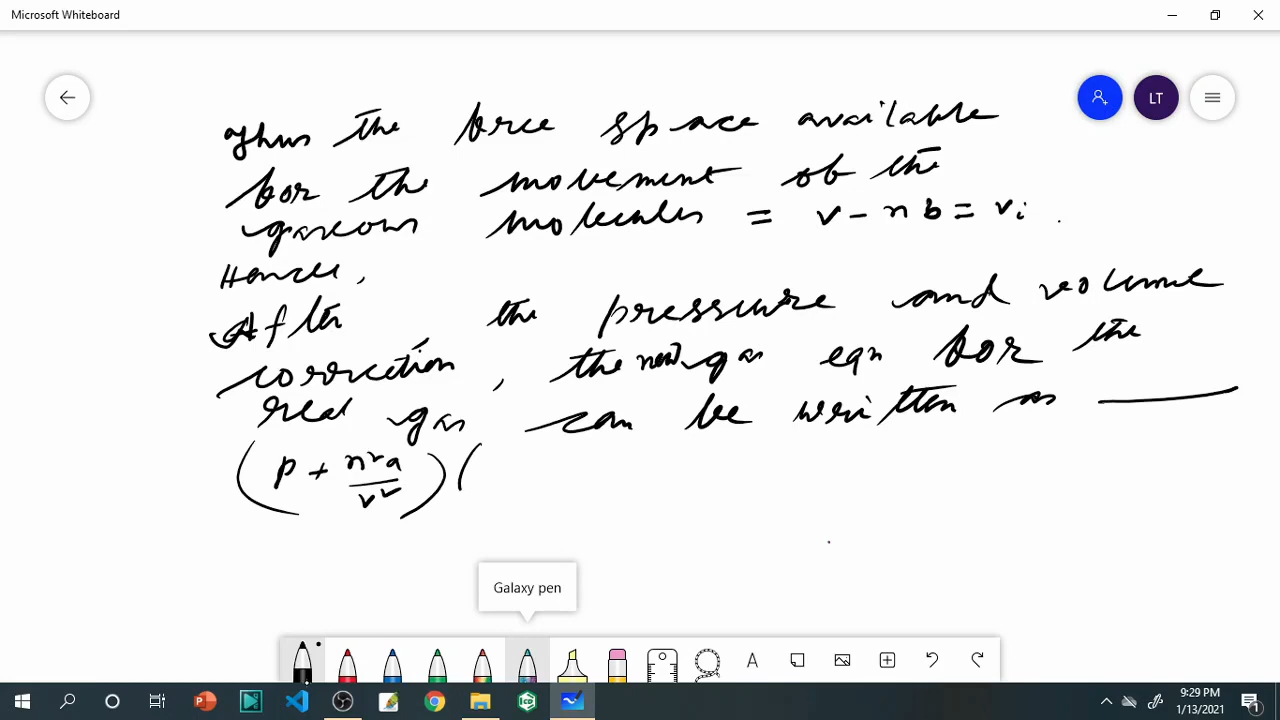 Microsoft Whiteboard
LT
Thus the free space available
for the movement of the
gaseous molecules = v - nb = vi
Hence,
After the pressure and volume
correction, the new gas eqn for the
real gas can be written as
(P + n²a/v²) (
Galaxy pen
A
9:29 PM
1/13/2021